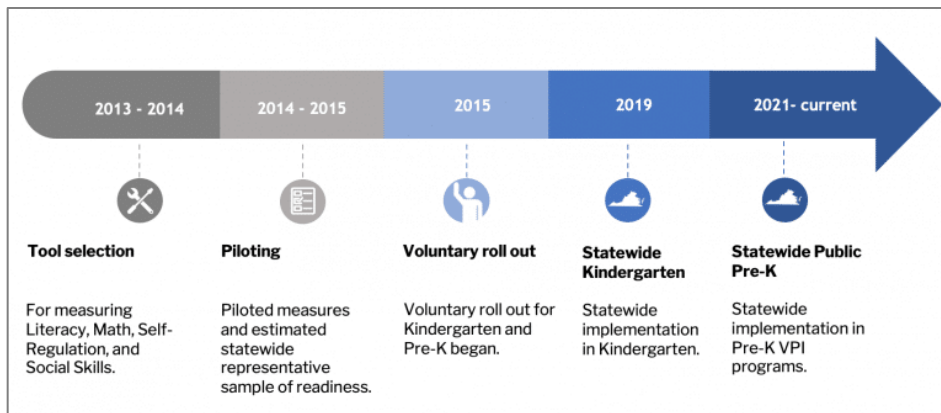 2013 - 2014
2014 - 2015
2015
2019
2021- current
Tool selection
For measuring
Literacy, Math, Self-
Regulation, and
Social Skills.
Piloting
Piloted measures
and estimated
statewide
representative
sample of readiness.
Voluntary roll out
Voluntary roll out for
Kindergarten and
Pre-K began.
Statewide
Kindergarten
Statewide
implementation
in Kindergarten.
Statewide Public
Pre-K
Statewide
implementation in
Pre-K VPI
programs.